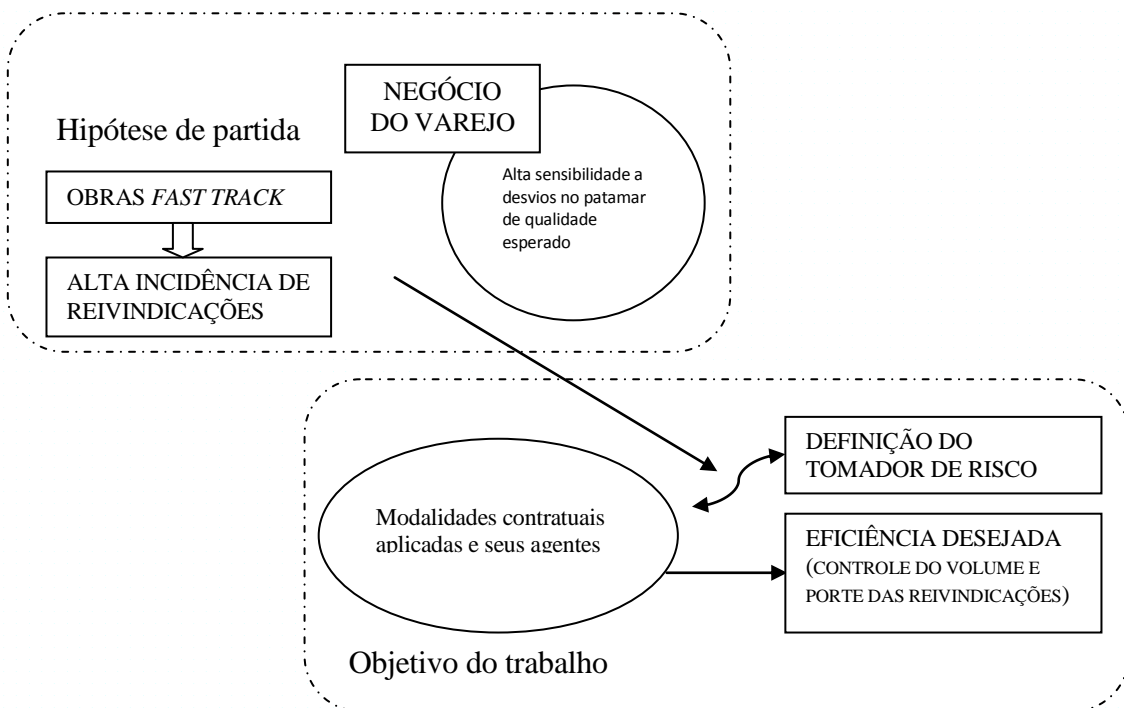 NEGÓCIO
DO VAREJO
Hipótese de partida
Alta sensibilidade a
desvios no patamar
de qualidade
esperado
OBRAS FAST TRACK
ALTA INCIDÊNCIA DE
REIVINDICAÇÕES
DEFINIÇÃO DO
TOMADOR DE RISCO
Modalidades contratuais
aplicadas e seus agentes
EFICIÊNCIA DESEJADA
(CONTROLE DO VOLUME E
PORTE DAS REIVINDICAÇÕES)
Objetivo do trabalho